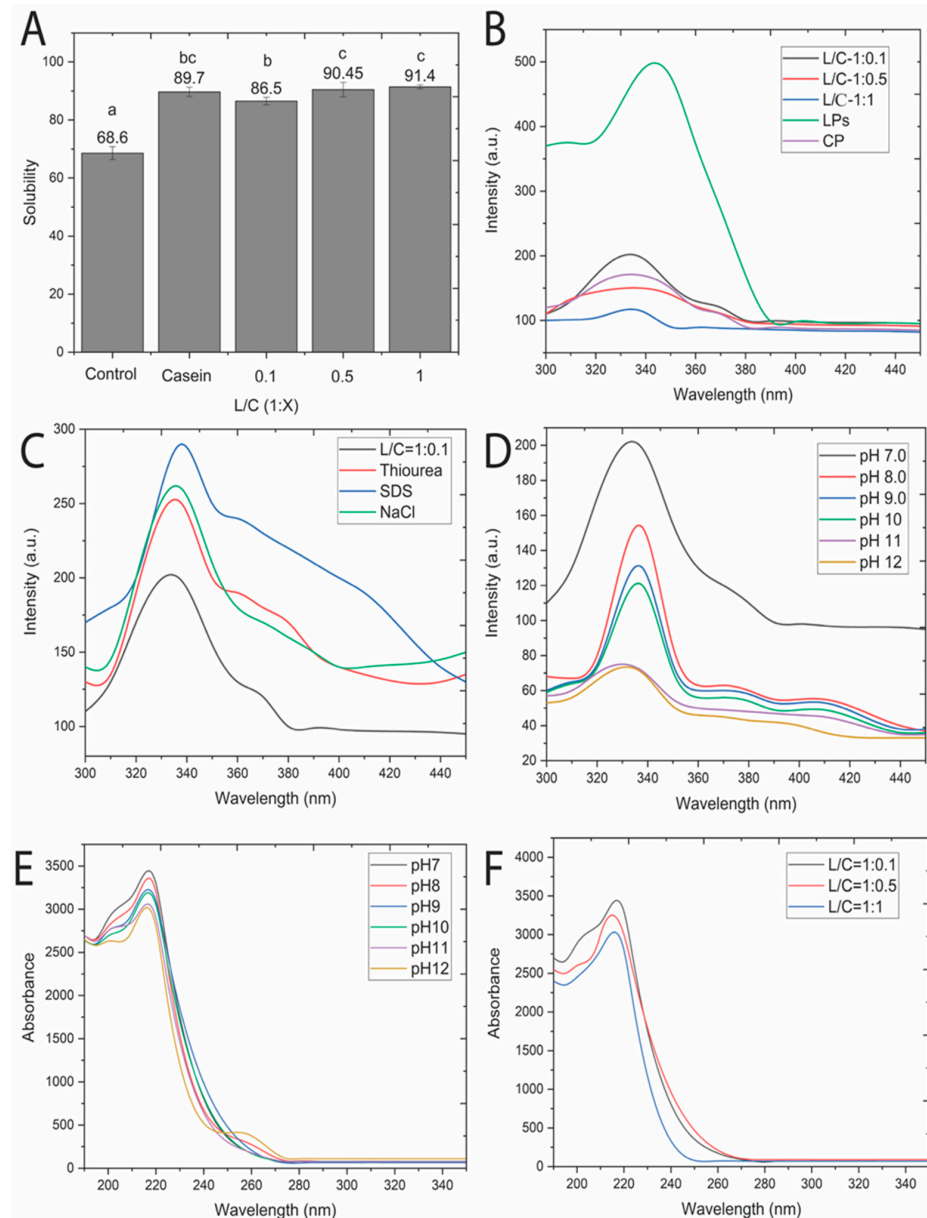 A
Solubility
100
80
60
40
20
0
a
68.6
bc
89.7
b
86.5
c
90.45
c
91.4
Control Casein 0.1 0.5 1
L/C (1:X)
B
Intensity (a.u.)
500
400
300
200
100
L/C-1:0.1
L/C-1:0.5
L/C-1:1
LPs
CP
300 320 340 360 380 400 420 440
Wavelength (nm)
C
Intensity (a.u.)
300
250
200
150
100
L/C=1:0.1
Thiourea
SDS
NaCl
300 320 340 360 380 400 420 440
Wavelength (nm)
D
Intensity (a.u.)
200
180
160
140
120
100
80
60
40
20
pH 7.0
pH 8.0
pH 9.0
pH 10
pH 11
pH 12
300 320 340 360 380 400 420 440
Wavelength (nm)
E
Absorbance
3500
3000
2500
2000
1500
1000
500
0
pH7
pH8
pH9
pH10
pH11
pH12
200 220 240 260 280 300 320 340
Wavelength (nm)
F
Absorbance
4000
3500
3000
2500
2000
1500
1000
500
0
L/C=1:0.1
L/C=1:0.5
L/C=1:1
200 220 240 260 280 300 320 340
Wavelength (nm)